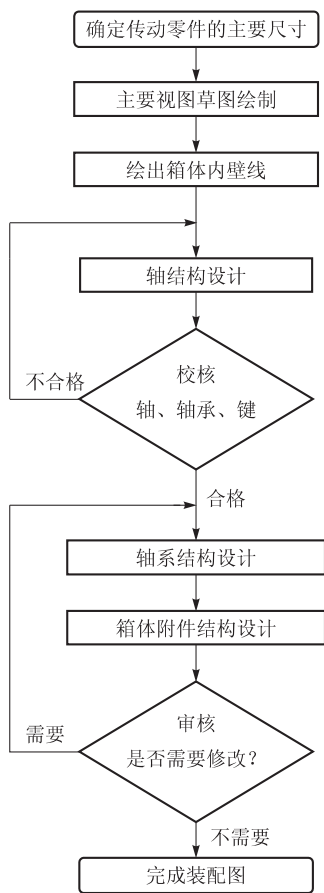 确定传动零件的主要尺寸
主要视图草图绘制
绘出箱体内壁线
轴结构设计
校核
轴、轴承、键
不合格
合格
轴系结构设计
箱体附件结构设计
审核
是否需要修改？
需要
不需要
完成装配图